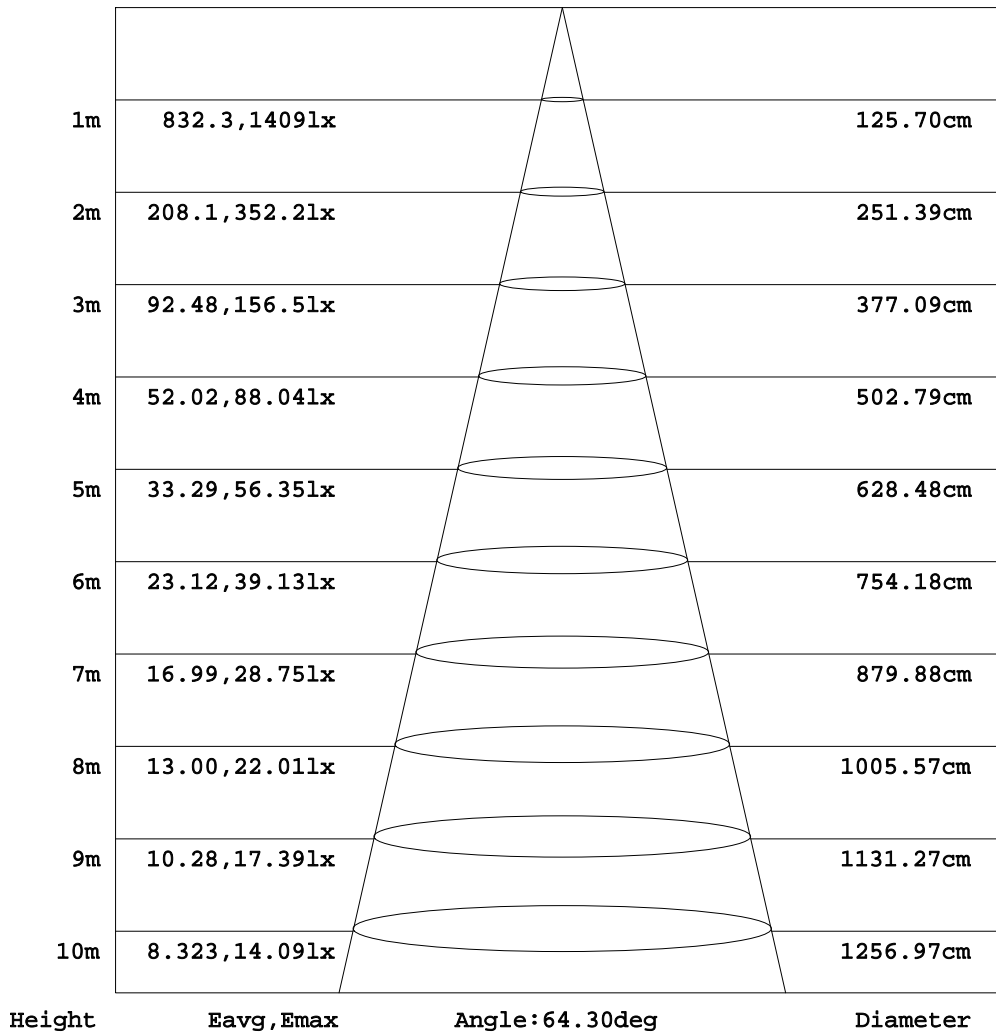 1m 832.3,1409lx 125.70cm
2m 208.1,352.2lx 251.39cm
3m 92.48,156.5lx 377.09cm
4m 52.02,88.04lx 502.79cm
5m 33.29,56.35lx 628.48cm
6m 23.12,39.13lx 754.18cm
7m 16.99,28.75lx 879.88cm
8m 13.00,22.01lx 1005.57cm
9m 10.28,17.39lx 1131.27cm
10m 8.323,14.09lx 1256.97cm
Height Eavg,Emax Angle:64.30deg Diameter